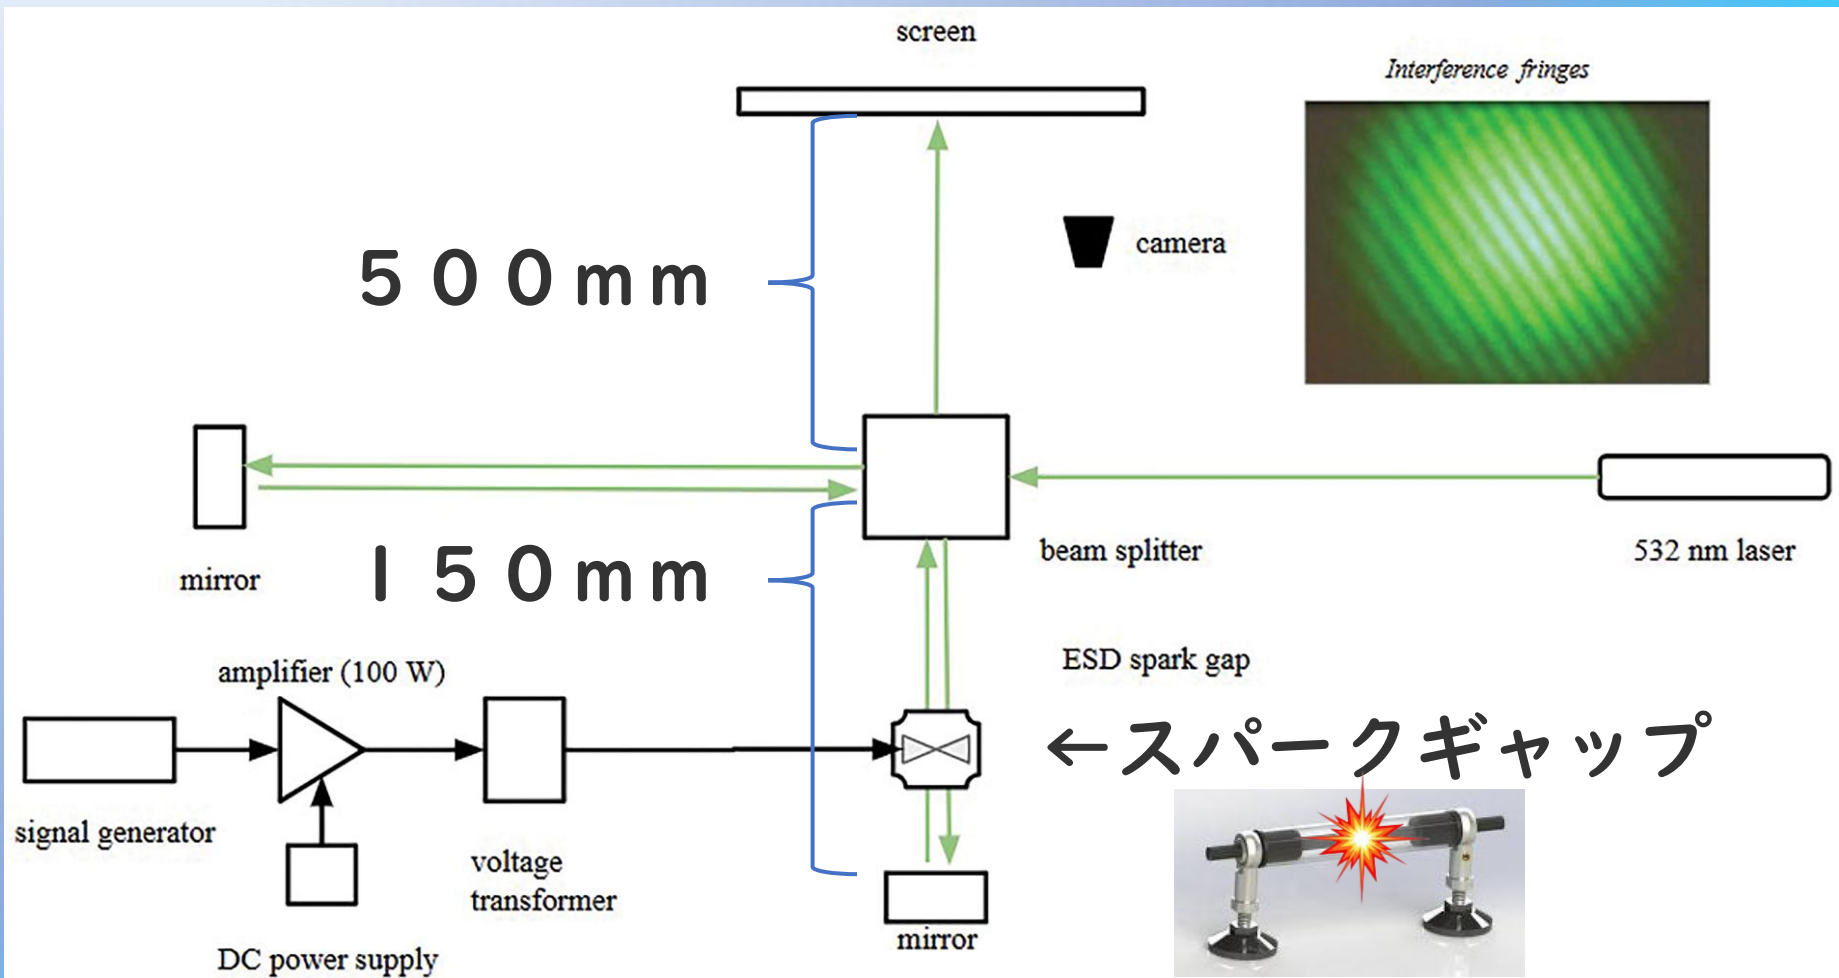 screen
Interference fringes
５００mm
camera
mirror
１５０mm
beam splitter
532 nm laser
amplifier (100 W)
ESD spark gap
←スパークギャップ
signal generator
voltage
transformer
mirror
DC power supply